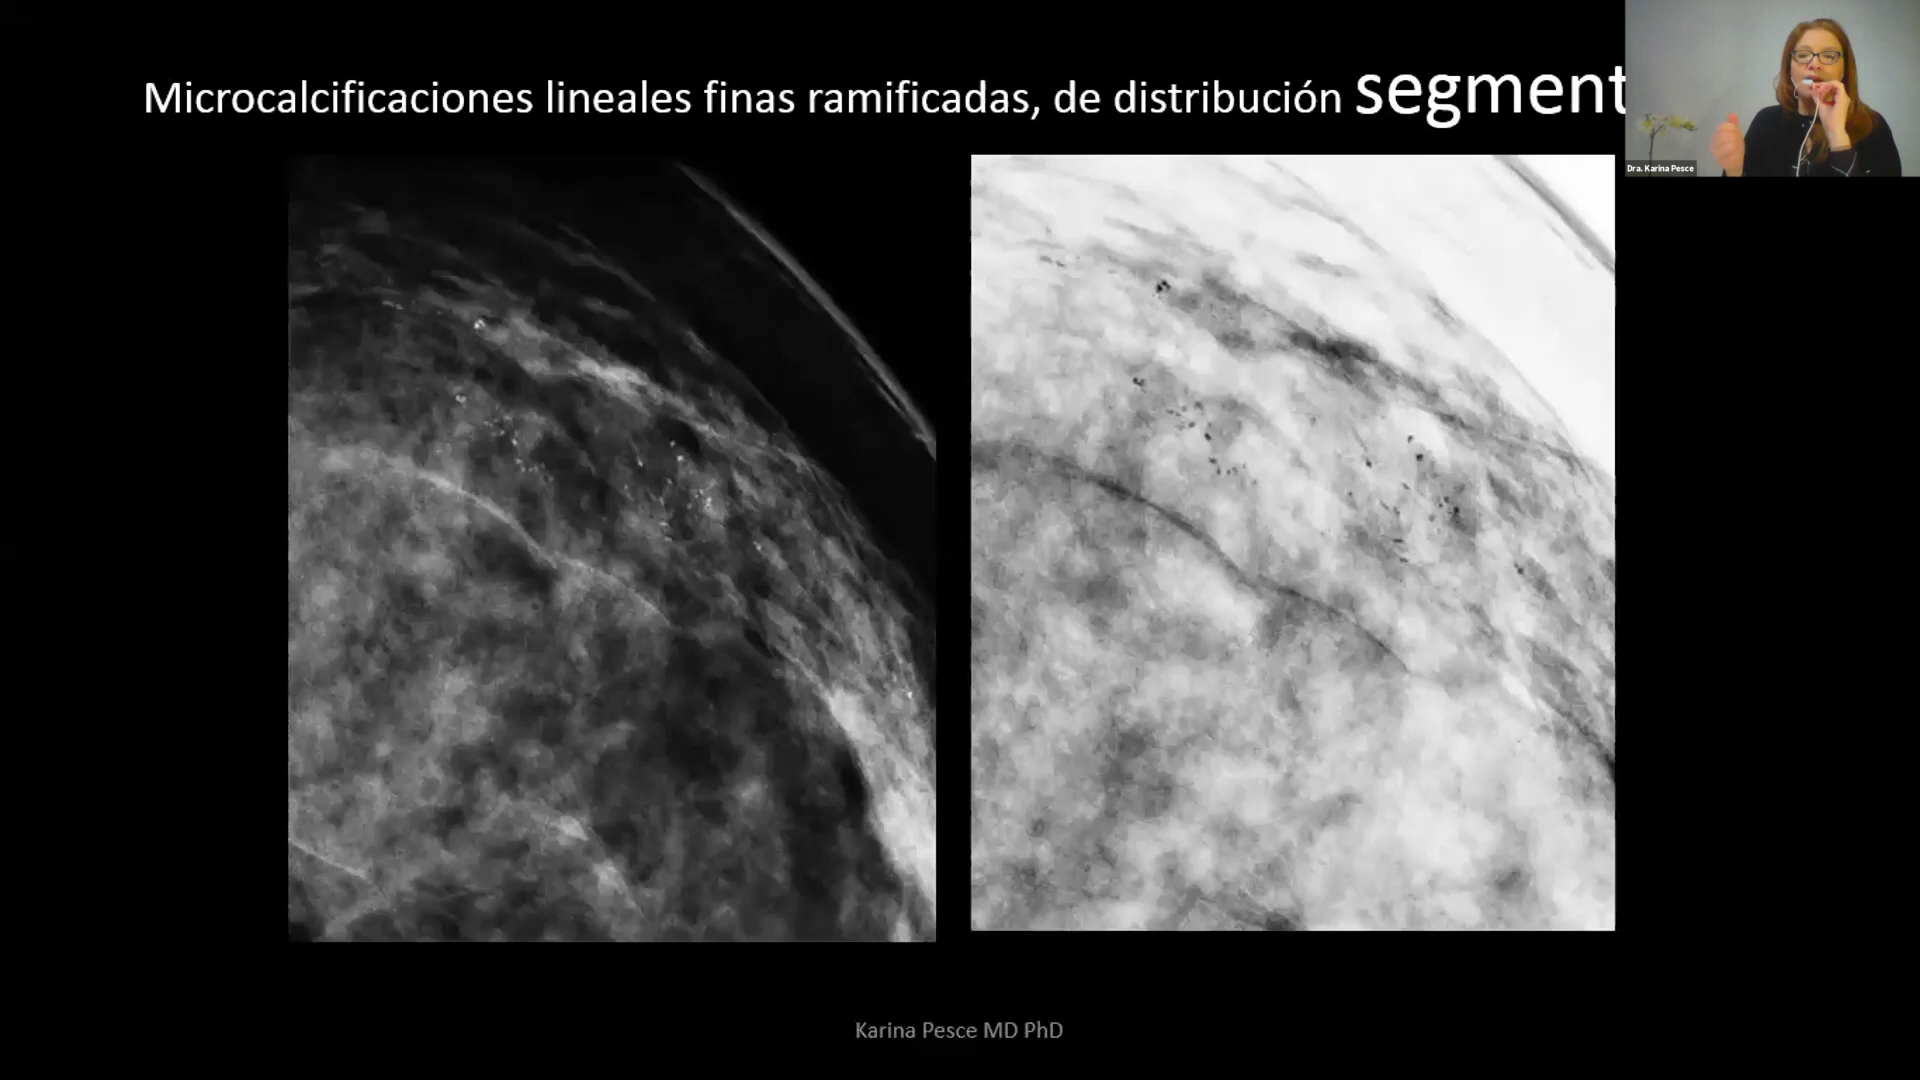 Microcalcificaciones lineales finas ramificadas, de distribución segment
Dra. Karina Pesce
Karina Pesce MD PhD